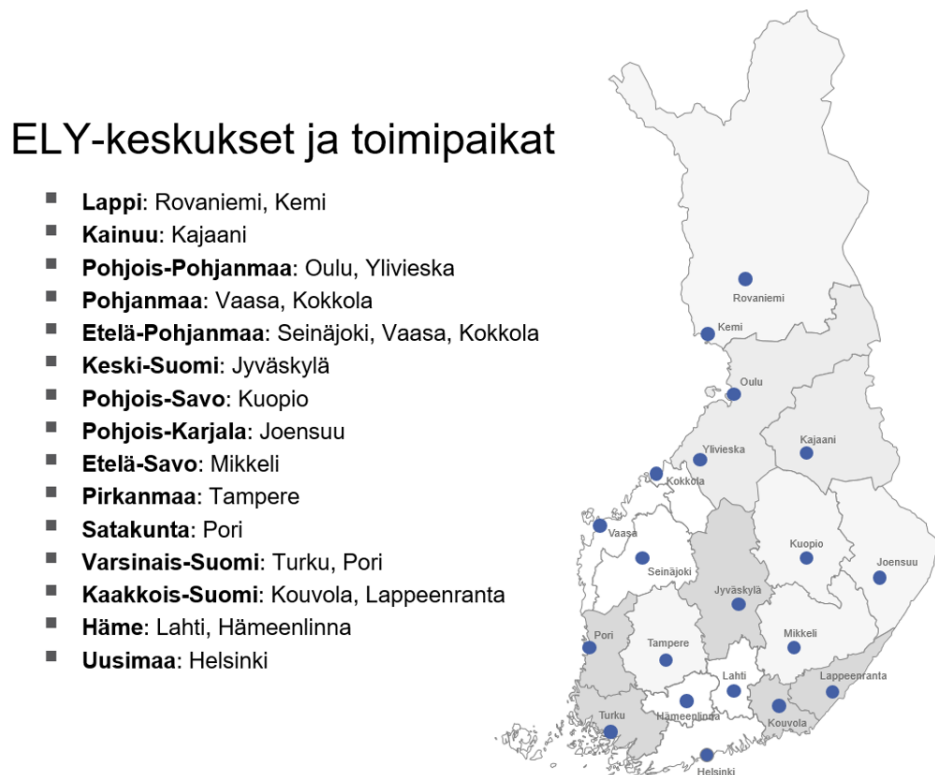 ELY-keskukset ja toimipaikat
Lappi: Rovaniemi, Kemi
Kainuu: Kajaani
Pohjois-Pohjanmaa: Oulu, Ylivieska
Pohjanmaa: Vaasa, Kokkola
Etelä-Pohjanmaa: Seinäjoki, Vaasa, Kokkola
Keski-Suomi: Jyväskylä
Pohjois-Savo: Kuopio
Pohjois-Karjala: Joensuu
Etelä-Savo: Mikkeli
Pirkanmaa: Tampere
Satakunta: Pori
Varsinais-Suomi: Turku, Pori
Kaakkois-Suomi: Kouvola, Lappeenranta
Häme: Lahti, Hämeenlinna
Uusimaa: Helsinki
Rovaniemi
Kemi
Oulu
Kajaani
Ylivieska
Kokkola
Vaasa
Kuopio
Joensuu
Seinäjoki
Jyväskylä
Pori
Tampere
Mikkeli
Lahti
Lappeenranta
Turku
Hämeenlinna
Kouvola
Helsinki